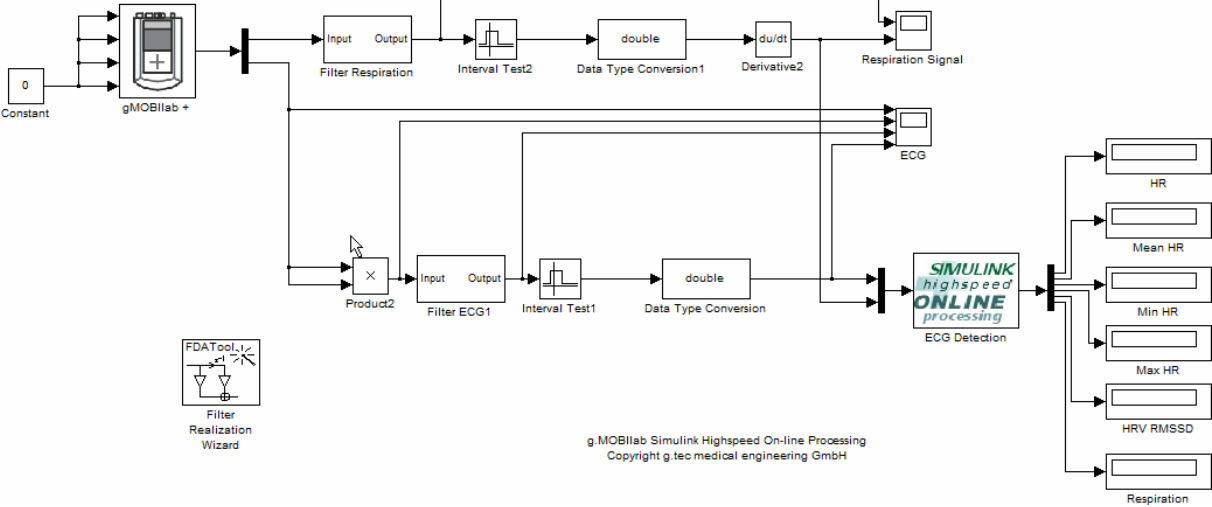 Input Output
Filter Respiration
Interval Test2
double
Data Type Conversion1
du/dt
Derivative2
Respiration Signal
0
Constant
gMOBIlab +
ECG
HR
Mean HR
Min HR
Max HR
HRV RMSSD
Respiration
×
Product2
Input Output
Filter ECG1
Interval Test1
double
Data Type Conversion
SIMULINK
highspeed
ONLINE
processing
ECG Detection
FDATool
Filter
Realization
Wizard
g.MOBIlab Simulink Highspeed On-line Processing
Copyright g.tec medical engineering GmbH